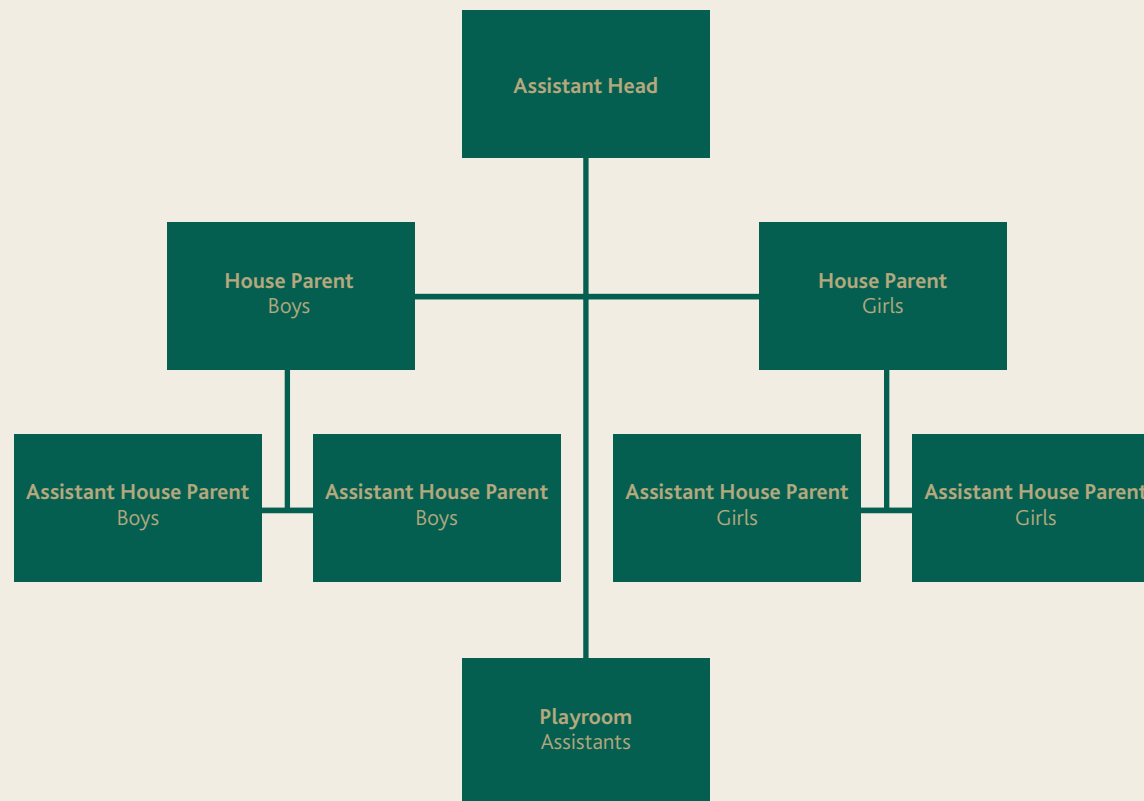 Assistant Head
House Parent
Boys
House Parent
Girls
Assistant House Parent
Boys
Assistant House Parent
Boys
Assistant House Parent
Girls
Assistant House Parent
Girls
Playroom
Assistants